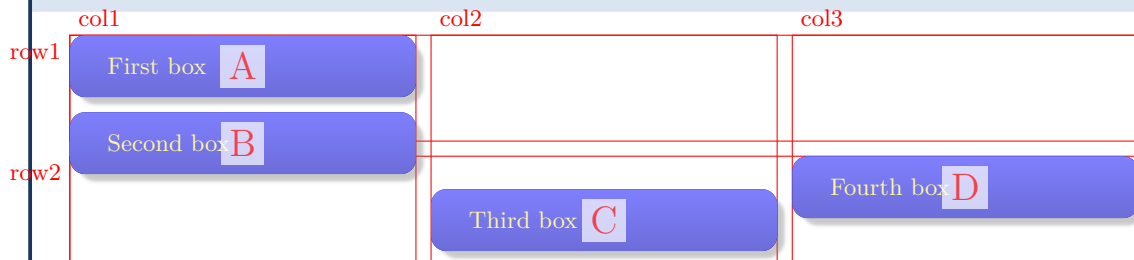 col1 col2 col3
row1
First box A
Second box B
row2
Fourth box D
Third box C